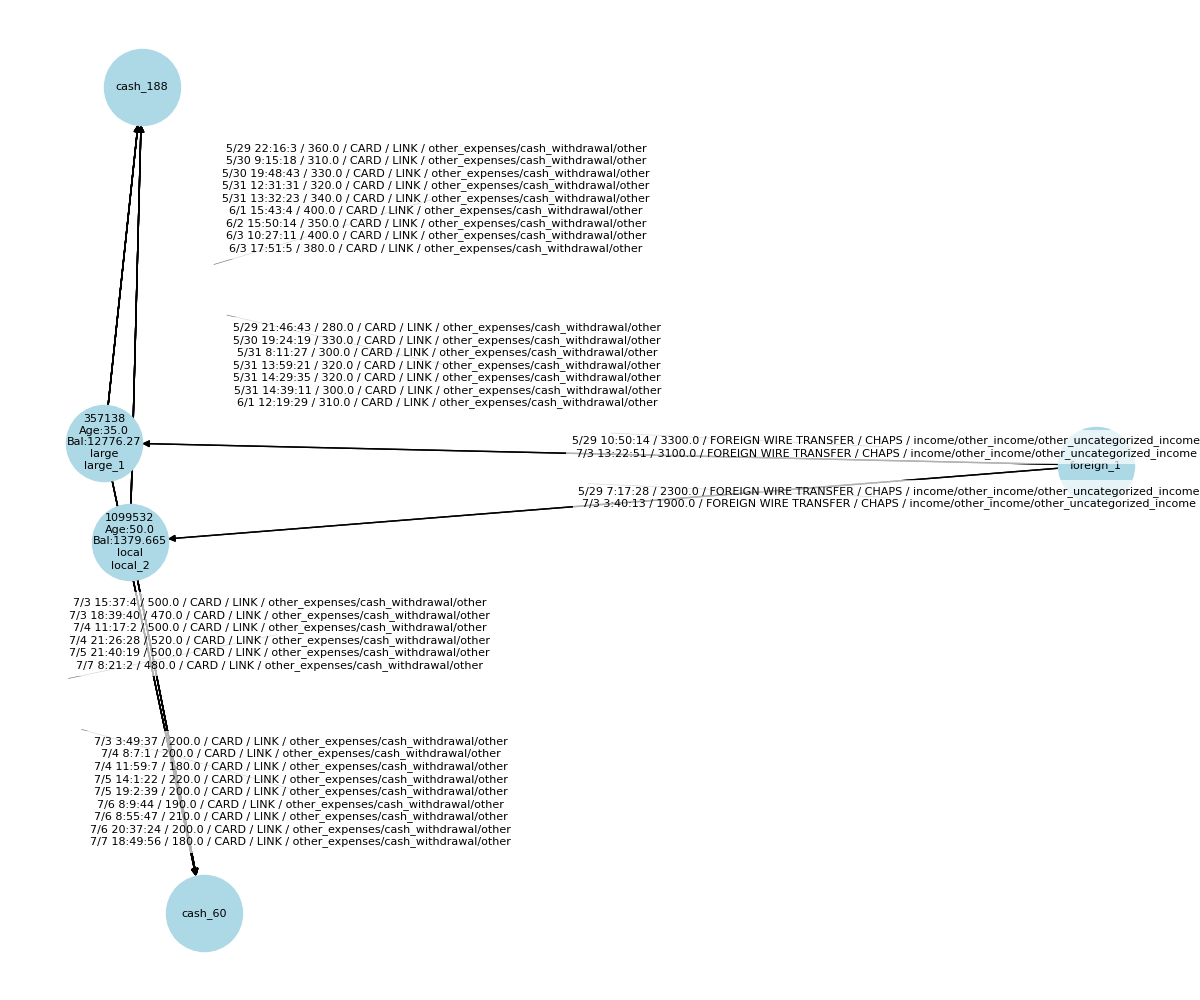 cash_188
5/29 22:16:3 / 360.0 / CARD / LINK / other_expenses/cash_withdrawal/other
5/30 9:15:18 / 310.0 / CARD / LINK / other_expenses/cash_withdrawal/other
5/30 19:48:43 / 330.0 / CARD / LINK / other_expenses/cash_withdrawal/other
5/31 12:31:31 / 320.0 / CARD / LINK / other_expenses/cash_withdrawal/other
5/31 13:32:23 / 340.0 / CARD / LINK / other_expenses/cash_withdrawal/other
6/1 15:43:4 / 400.0 / CARD / LINK / other_expenses/cash_withdrawal/other
6/2 15:50:14 / 350.0 / CARD / LINK / other_expenses/cash_withdrawal/other
6/3 10:27:11 / 400.0 / CARD / LINK / other_expenses/cash_withdrawal/other
6/3 17:51:5 / 380.0 / CARD / LINK / other_expenses/cash_withdrawal/other
5/29 21:46:43 / 280.0 / CARD / LINK / other_expenses/cash_withdrawal/other
5/30 19:24:19 / 330.0 / CARD / LINK / other_expenses/cash_withdrawal/other
5/31 8:11:27 / 300.0 / CARD / LINK / other_expenses/cash_withdrawal/other
5/31 13:59:21 / 320.0 / CARD / LINK / other_expenses/cash_withdrawal/other
5/31 14:29:35 / 320.0 / CARD / LINK / other_expenses/cash_withdrawal/other
5/31 14:39:11 / 300.0 / CARD / LINK / other_expenses/cash_withdrawal/other
6/1 12:19:29 / 310.0 / CARD / LINK / other_expenses/cash_withdrawal/other
357138
Age:35.0
Bal:12776.27
large
large_1
5/29 10:50:14 / 3300.0 / FOREIGN WIRE TRANSFER / CHAPS / income/other_income/other_uncategorized_income
7/3 13:22:51 / 3100.0 / FOREIGN WIRE TRANSFER / CHAPS / income/other_income/other_uncategorized_income
foreign_1
5/29 7:17:28 / 2300.0 / FOREIGN WIRE TRANSFER / CHAPS / income/other_income/other_uncategorized_income
7/3 3:40:13 / 1900.0 / FOREIGN WIRE TRANSFER / CHAPS / income/other_income/other_uncategorized_income
1099532
Age:50.0
Bal:1379.665
local
local_2
7/3 15:37:4 / 500.0 / CARD / LINK / other_expenses/cash_withdrawal/other
7/3 18:39:40 / 470.0 / CARD / LINK / other_expenses/cash_withdrawal/other
7/4 11:17:2 / 500.0 / CARD / LINK / other_expenses/cash_withdrawal/other
7/4 21:26:28 / 520.0 / CARD / LINK / other_expenses/cash_withdrawal/other
7/5 21:40:19 / 500.0 / CARD / LINK / other_expenses/cash_withdrawal/other
7/7 8:21:2 / 480.0 / CARD / LINK / other_expenses/cash_withdrawal/other
7/3 3:49:37 / 200.0 / CARD / LINK / other_expenses/cash_withdrawal/other
7/4 8:7:1 / 200.0 / CARD / LINK / other_expenses/cash_withdrawal/other
7/4 11:59:7 / 180.0 / CARD / LINK / other_expenses/cash_withdrawal/other
7/5 14:1:22 / 220.0 / CARD / LINK / other_expenses/cash_withdrawal/other
7/5 19:2:39 / 200.0 / CARD / LINK / other_expenses/cash_withdrawal/other
7/6 8:9:44 / 190.0 / CARD / LINK / other_expenses/cash_withdrawal/other
7/6 8:55:47 / 210.0 / CARD / LINK / other_expenses/cash_withdrawal/other
7/6 20:37:24 / 200.0 / CARD / LINK / other_expenses/cash_withdrawal/other
7/7 18:49:56 / 180.0 / CARD / LINK / other_expenses/cash_withdrawal/other
cash_60